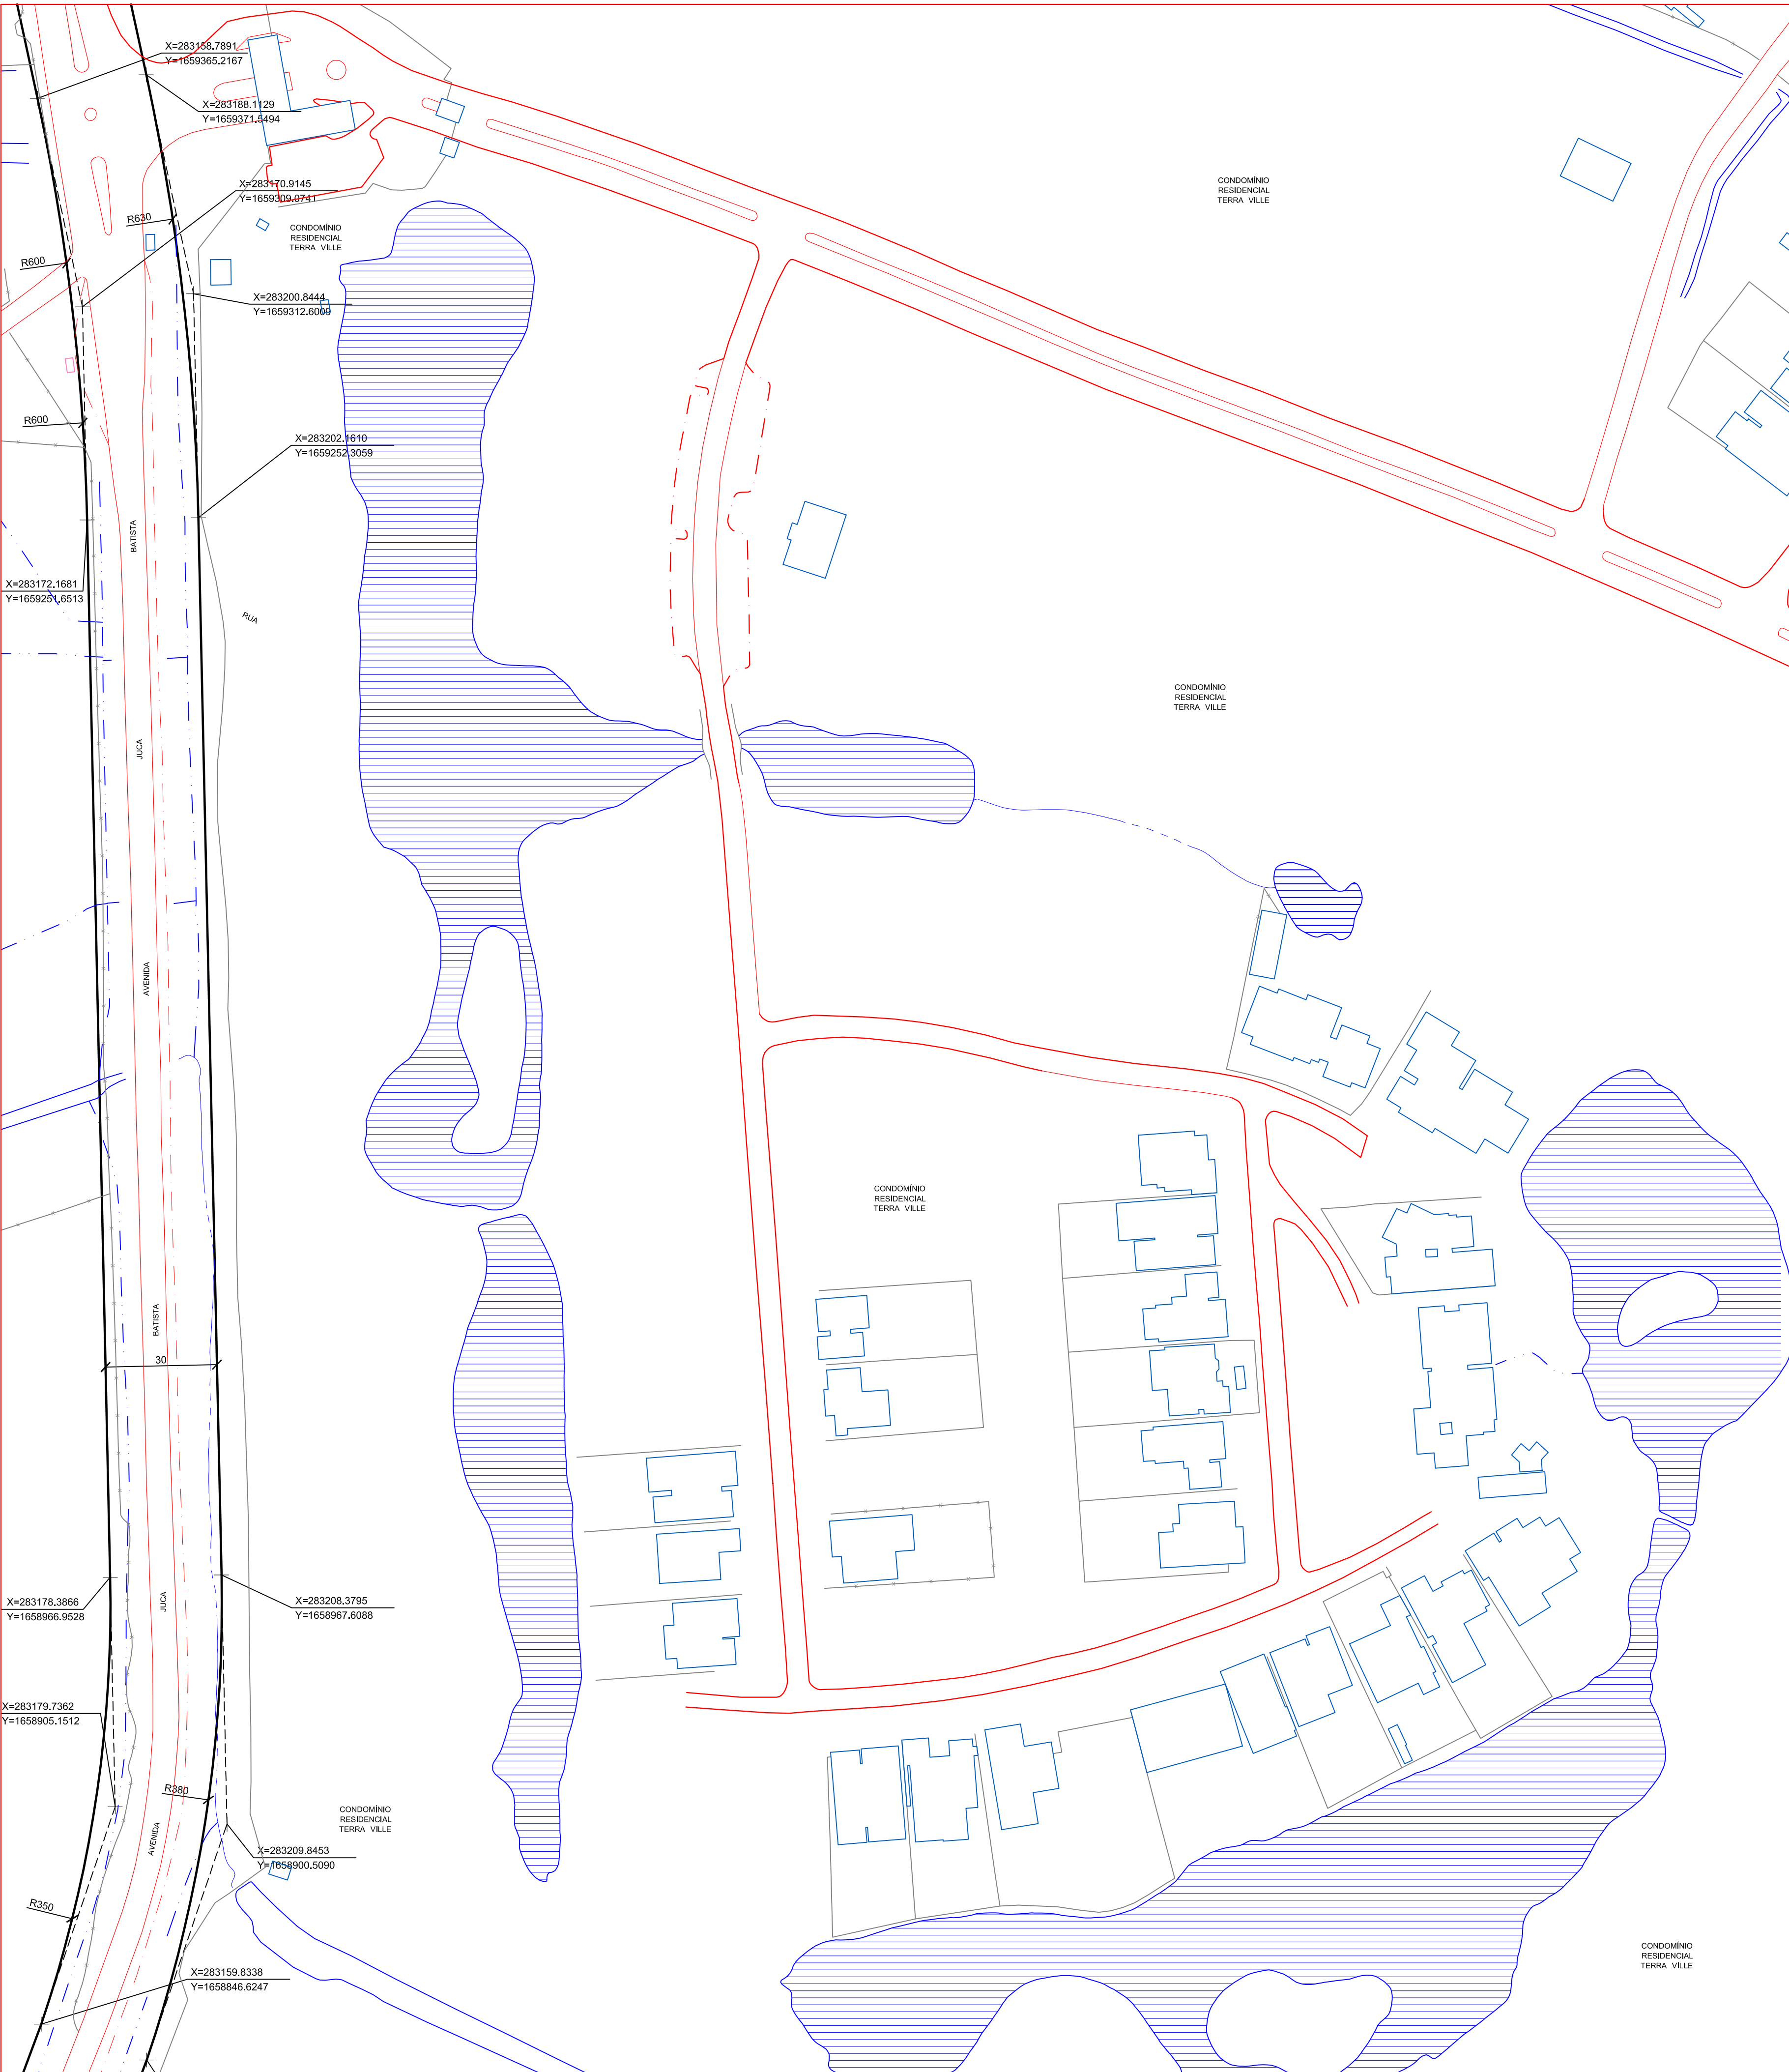 X=283158.7891
Y=1659365.2167
X=283188.1129
Y=1659371.5494
X=283170.9145
Y=1659309.0741
R630
CONDOMÍNIO
RESIDENCIAL
TERRA VILLE
CONDOMÍNIO
RESIDENCIAL
TERRA VILLE
R600
X=283200.8444
Y=1659312.6009
R600
X=283202.1610
Y=1659252.3059
BATISTA
X=283172.1681
Y=1659251.6513
RUA
CONDOMÍNIO
RESIDENCIAL
TERRA VILLE
JUCA
AVENIDA
CONDOMÍNIO
RESIDENCIAL
TERRA VILLE
BATISTA
30
JUCA
X=283178.3866
Y=1658966.9528
X=283208.3795
Y=1658967.6088
X=283179.7362
Y=1658905.1512
R380
CONDOMÍNIO
RESIDENCIAL
TERRA VILLE
AVENIDA
X=283209.8453
Y=1658900.5090
R350
X=283159.8338
Y=1658846.6247
CONDOMÍNIO
RESIDENCIAL
TERRA VILLE